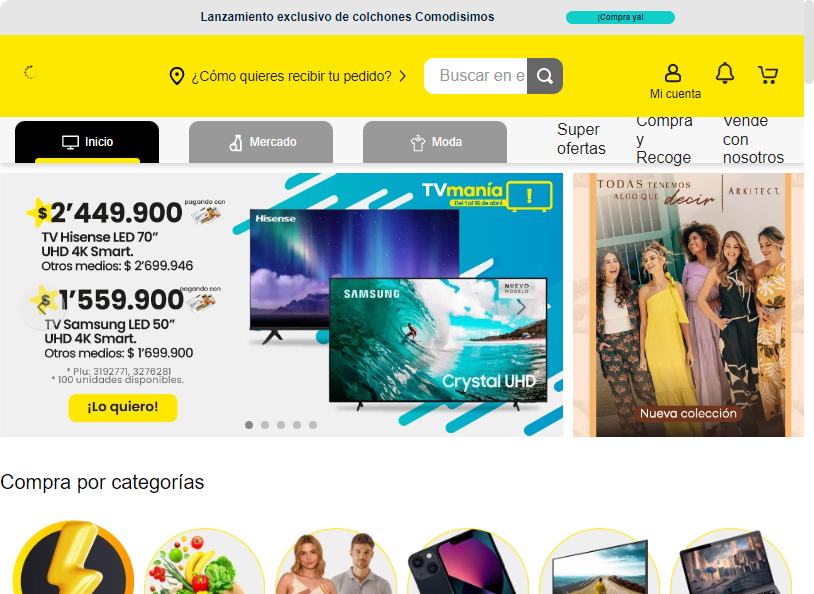 Lanzamiento exclusivo de colchones Comodisimos
¡Compra ya!
¿Cómo quieres recibir tu pedido?
Buscar en e
Mi cuenta
Inicio
Mercado
Moda
Super
ofertas
Compra
y
Recoge
Vende
con
nosotros
$2’449.900
pagando con
TV Hisense LED 70”
UHD 4K Smart.
Otros medios: $ 2’699.946
$1’559.900
pagando con
TV Samsung LED 50”
UHD 4K Smart.
Otros medios: $ 1’699.900
* Plu: 3192771, 3276281
* 100 unidades disponibles.
¡Lo quiero!
TVmanía
Del 1 al 16 de abril
!
Hisense
SAMSUNG
NUEVO
MODELO
Crystal UHD
TODAS TENEMOS
ALGO QUE decir
ARKITECT.
Nueva colección
Compra por categorías